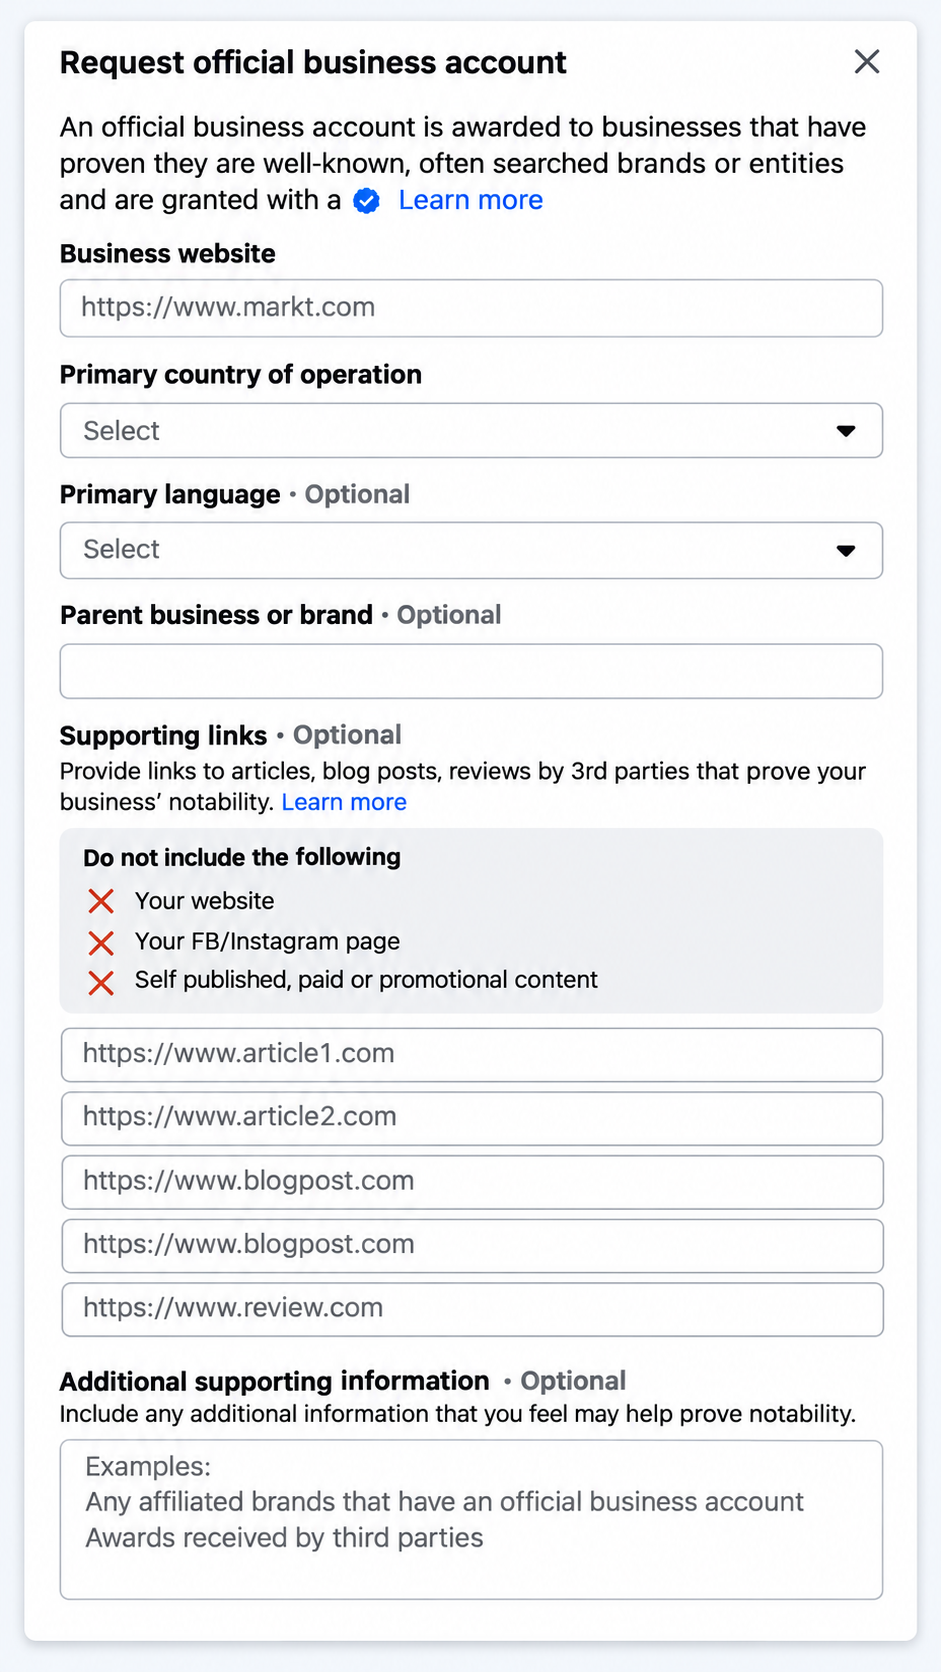 Request official business account
An official business account is awarded to businesses that have
proven they are well-known, often searched brands or entities
and are granted with a Learn more
Business website
https://www.markt.com
Primary country of operation
Select
Primary language · Optional
Select
Parent business or brand · Optional
Supporting links · Optional
Provide links to articles, blog posts, reviews by 3rd parties that prove your
business’ notability. Learn more
Do not include the following
Your website
Your FB/Instagram page
Self published, paid or promotional content
https://www.article1.com
https://www.article2.com
https://www.blogpost.com
https://www.blogpost.com
https://www.review.com
Additional supporting information · Optional
Include any additional information that you feel may help prove notability.
Examples:
Any affiliated brands that have an official business account
Awards received by third parties